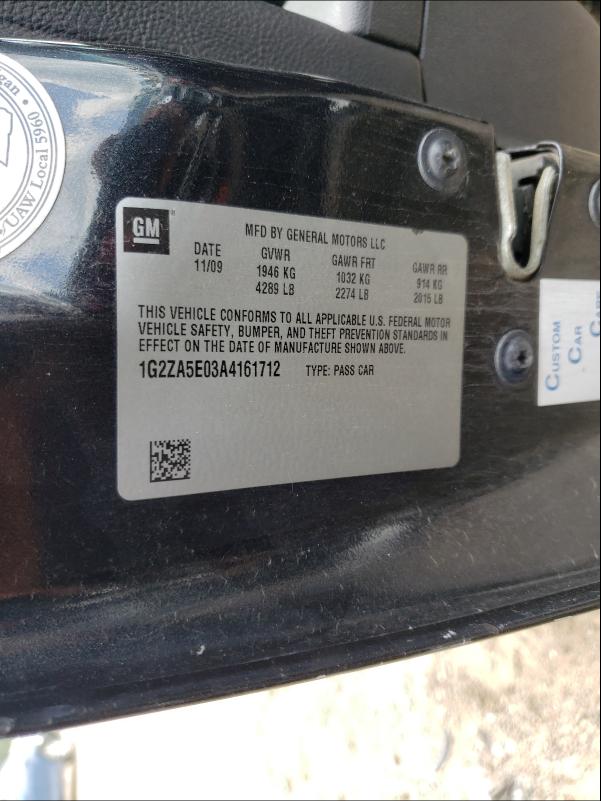 gan •
UAW Local 5960
GM
MFD BY GENERAL MOTORS LLC
DATE GVWR GAWR FRT GAWR RR
11/09 1946 KG 1032 KG 914 KG
4289 LB 2274 LB 2015 LB
THIS VEHICLE CONFORMS TO ALL APPLICABLE U.S. FEDERAL MOTOR
VEHICLE SAFETY, BUMPER, AND THEFT PREVENTION STANDARDS IN
EFFECT ON THE DATE OF MANUFACTURE SHOWN ABOVE.
1G2ZA5E03A4161712 TYPE: PASS CAR
CUSTOM
CAR
CARE